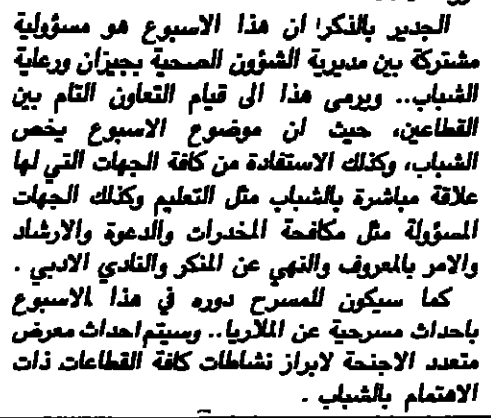 الجدير بالذكر ان هذا الاسبوع هو مسؤولية
مشتركة بين مديرية الشؤون الصحية بجيزان ورعاية
الشباب.. ويرمى هذا الى قيام التعاون التام بين
القطاعين، حيث ان موضوع الاسبوع يخص
الشباب، وكذلك الاستفادة من كافة الجهات التي لها
علاقة مباشرة بالشباب مثل التعليم وكذلك الجهات
المسؤولة مثل مكافحة المخدرات والدعوة والارشاد
والامر بالمعروف والنهي عن المنكر والنادي الادبي .
كما سيكون للمسرح دوره في هذا الاسبوع
باحداث مسرحية عن الملاريا.. وسيتم احداث معرض
متعدد الاجنحة لابراز نشاطات كافة القطاعات ذات
الاهتمام بالشباب .